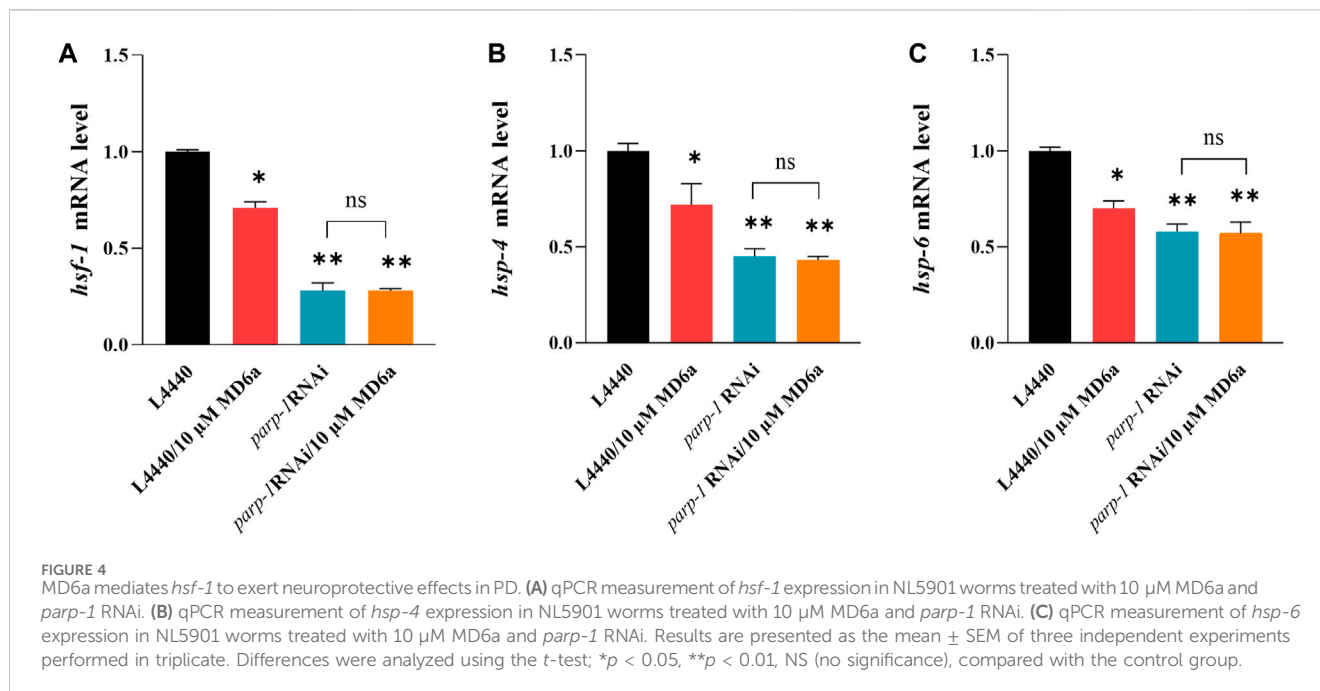 A
1.5
1.0
0.5
0.0
hsf-1 mRNA level
*
**
ns
**
L4440
L4440/10 µM MD6a
parp-1RNAi
parp-1RNAi/10 µM MD6a
B
1.5
1.0
0.5
0.0
hsp-4 mRNA level
*
**
ns
**
L4440
L4440/10 µM MD6a
parp-1 RNAi
parp-1 RNAi/10 µM MD6a
C
1.5
1.0
0.5
0.0
hsp-6 mRNA level
*
**
ns
**
L4440
L4440/10 µM MD6a
parp-1 RNAi
parp-1 RNAi/10 µM MD6a
FIGURE 4
MD6a mediates hsf-1 to exert neuroprotective effects in PD. (A) qPCR measurement of hsf-1 expression in NL5901 worms treated with 10 µM MD6a and
parp-1 RNAi. (B) qPCR measurement of hsp-4 expression in NL5901 worms treated with 10 µM MD6a and parp-1 RNAi. (C) qPCR measurement of hsp-6
expression in NL5901 worms treated with 10 µM MD6a and parp-1 RNAi. Results are presented as the mean ± SEM of three independent experiments
performed in triplicate. Differences were analyzed using the t-test; *p < 0.05, **p < 0.01, NS (no significance), compared with the control group.